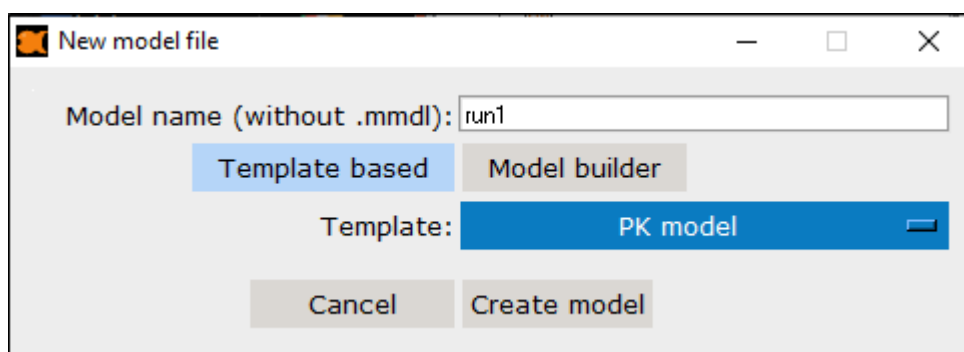 New model file
Model name (without .mmdl): run1
Template based Model builder
Template: PK model
Cancel Create model